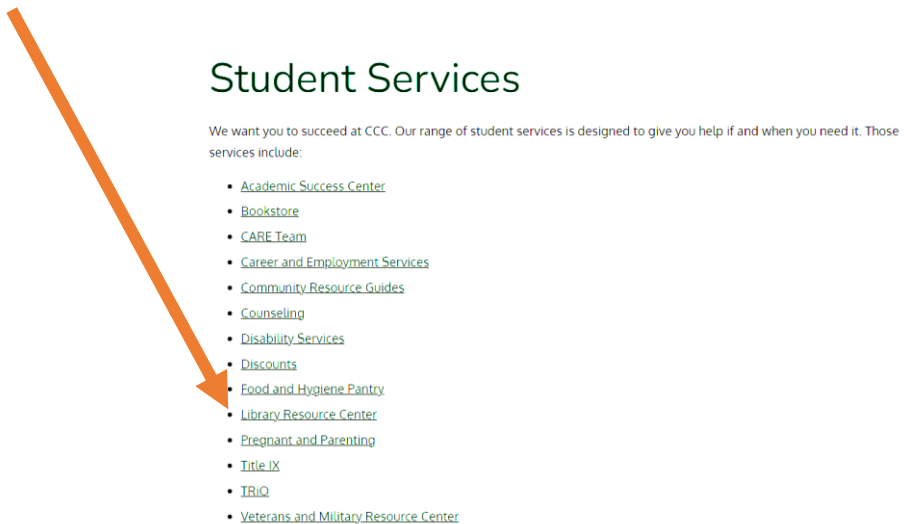 Student Services
We want you to succeed at CCC. Our range of student services is designed to give you help if and when you need it. Those
services include:
Academic Success Center
Bookstore
CARE Team
Career and Employment Services
Community Resource Guides
Counseling
Disability Services
Discounts
Food and Hygiene Pantry
Library Resource Center
Pregnant and Parenting
Title IX
TRiO
Veterans and Military Resource Center